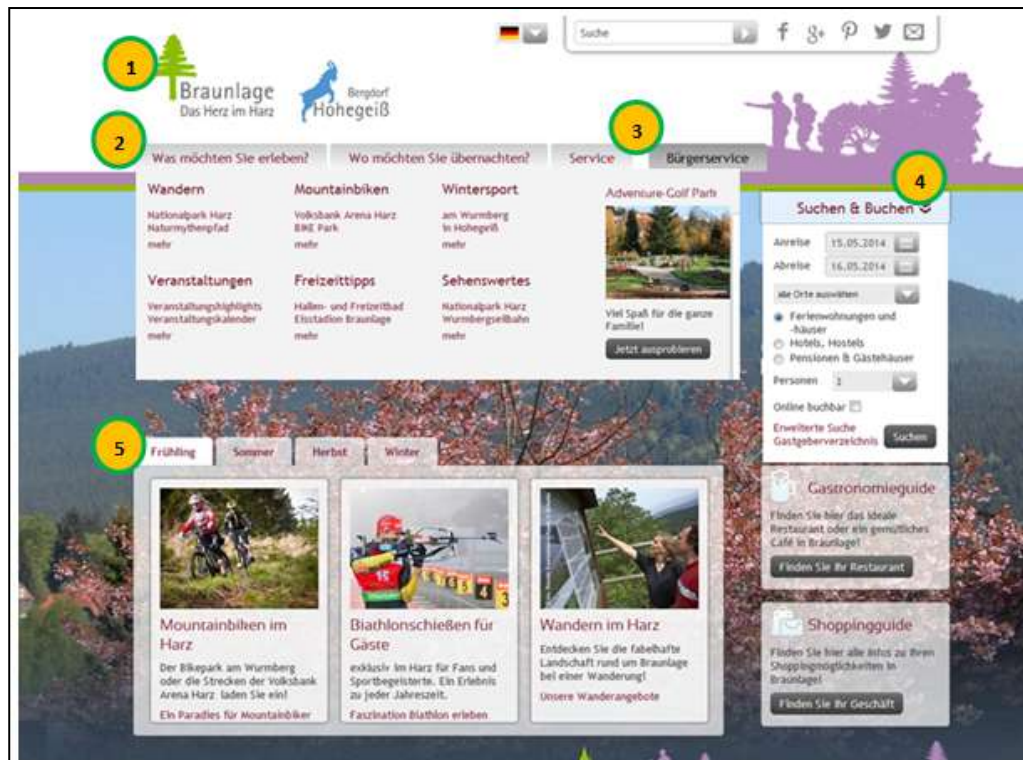 Suche
f g+
1
Braunlage
Das Herz im Harz
Bergdorf
Hohegeiß
2
3
Was möchten Sie erleben?
Wo möchten Sie übernachten?
Service
Bürgerservice
4
Wandern
Nationalpark Harz
Naturmythenpfad
mehr
Mountainbiken
Volksbank Arena Harz
BIKE Park
mehr
Wintersport
am Wurmberg
in Hohegeiß
mehr
Veranstaltungen
Veranstaltungshighlights
Veranstaltungskalender
mehr
Freizeittipps
Hallen- und Freizeitbad
Eisstadion Braunlage
mehr
Sehenswertes
Nationalpark Harz
Wurmbergseilbahn
mehr
Adventure-Golf Park
Viel Spaß für die ganze
Familie!
Jetzt ausprobieren
Suchen & Buchen
Anreise 15.05.2014
Abreise 16.05.2014
alle Orte auswählen
Ferienwohnungen und
-häuser
Hotels, Hostels
Pensionen & Gästehäuser
Personen
Online buchbar
Erweiterte Suche
Gastgeberverzeichnis
Suchen
5
Frühling
Sommer
Herbst
Winter
Mountainbiken im
Harz
Der Bikepark am Wurmberg
oder die Strecken der Volksbank
Arena Harz laden Sie ein!
Ein Paradies für Mountainbiker
6 5 4 3
Biathlonschießen für
Gäste
exklusiv im Harz für Fans und
Sportbegeisterte. Ein Erlebnis
zu jeder Jahreszeit.
Faszination Biathlon erleben
Wandern im Harz
Entdecken Sie die fabelhafte
Landschaft rund um Braunlage
bei einer Wanderung!
Unsere Wanderangebote
Gastronomieguide
Finden Sie hier das ideale
Restaurant oder ein gemütliches
Café in Braunlage!
Finden Sie Ihr Restaurant
Shoppingguide
Finden Sie hier alle Infos zu Ihren
Shoppingmöglichkeiten in
Braunlage!
Finden Sie Ihr Geschäft